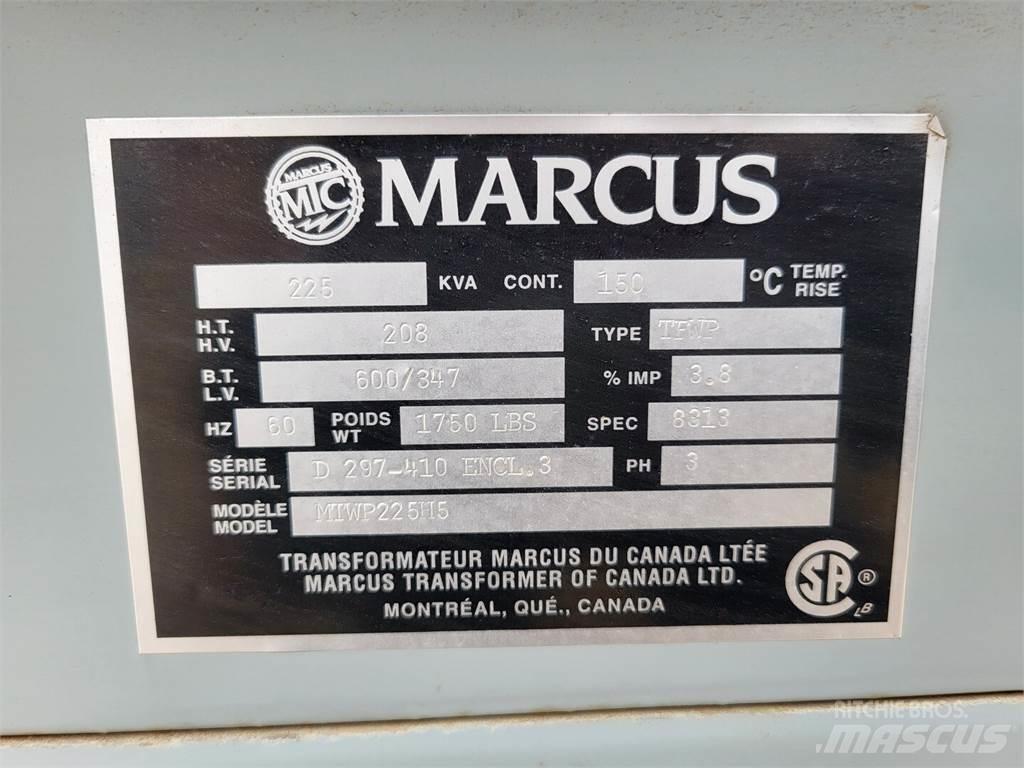 MARCUS
MTC
MARCUS
225 KVA CONT. 150 °C TEMP. RISE
H.T. H.V. 208 TYPE TFWP
B.T. L.V. 600/347 % IMP 3.8
HZ 60 POIDS WT 1750 LBS SPEC 8313
SÉRIE SERIAL D 297-410 ENCL.3 PH 3
MODÈLE MODEL MIWP225H5
TRANSFORMATEUR MARCUS DU CANADA LTÉE
MARCUS TRANSFORMER OF CANADA LTD.
MONTRÉAL, QUÉ., CANADA
CSA ® LB
RITCHIE BROS.
MASCUS